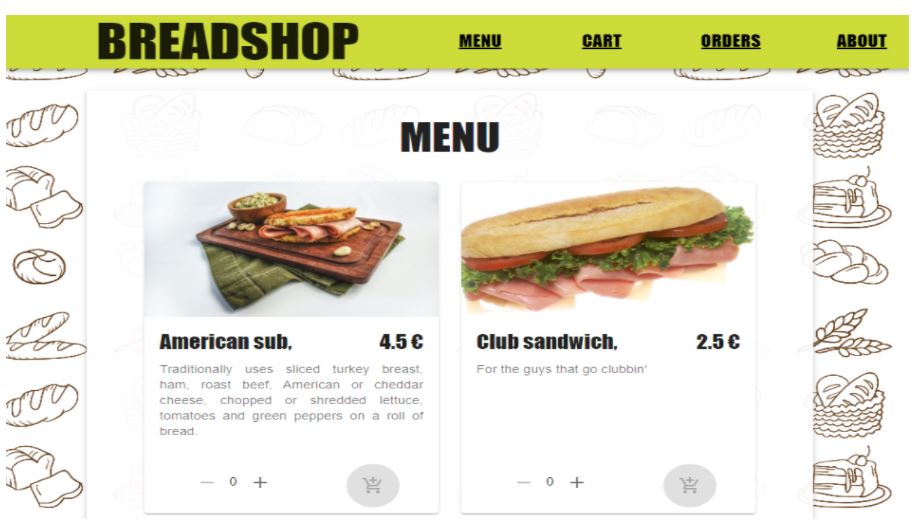 BREADSHOP
MENU CART ORDERS ABOUT
MENU
American sub, 4.5 €
Traditionally uses sliced turkey breast,
ham, roast beef, American or cheddar
cheese, chopped or shredded lettuce,
tomatoes and green peppers on a roll of
bread.
— 0 +
Club sandwich, 2.5 €
For the guys that go clubbin'
— 0 +